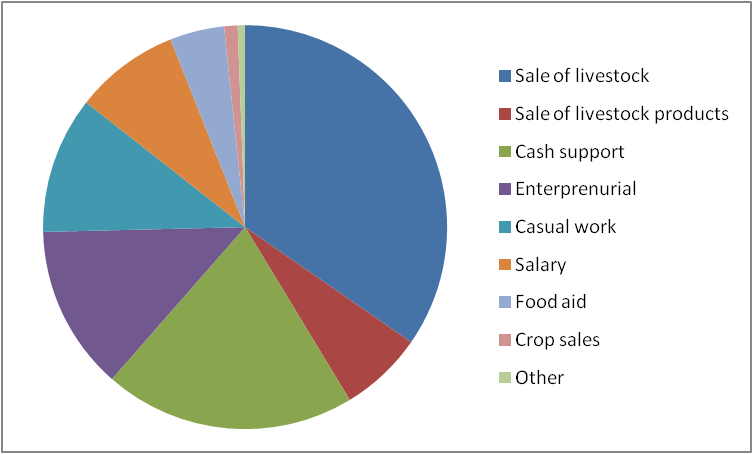 Sale of livestock
Sale of livestock products
Cash support
Enterprenurial
Casual work
Salary
Food aid
Crop sales
Other